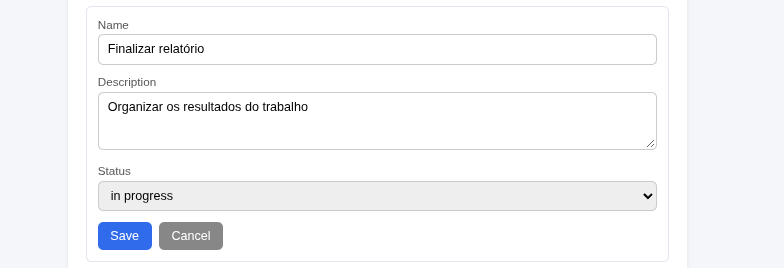 Name
Finalizar relatório
Description
Organizar os resultados do trabalho
Status
in progress
Save
Cancel